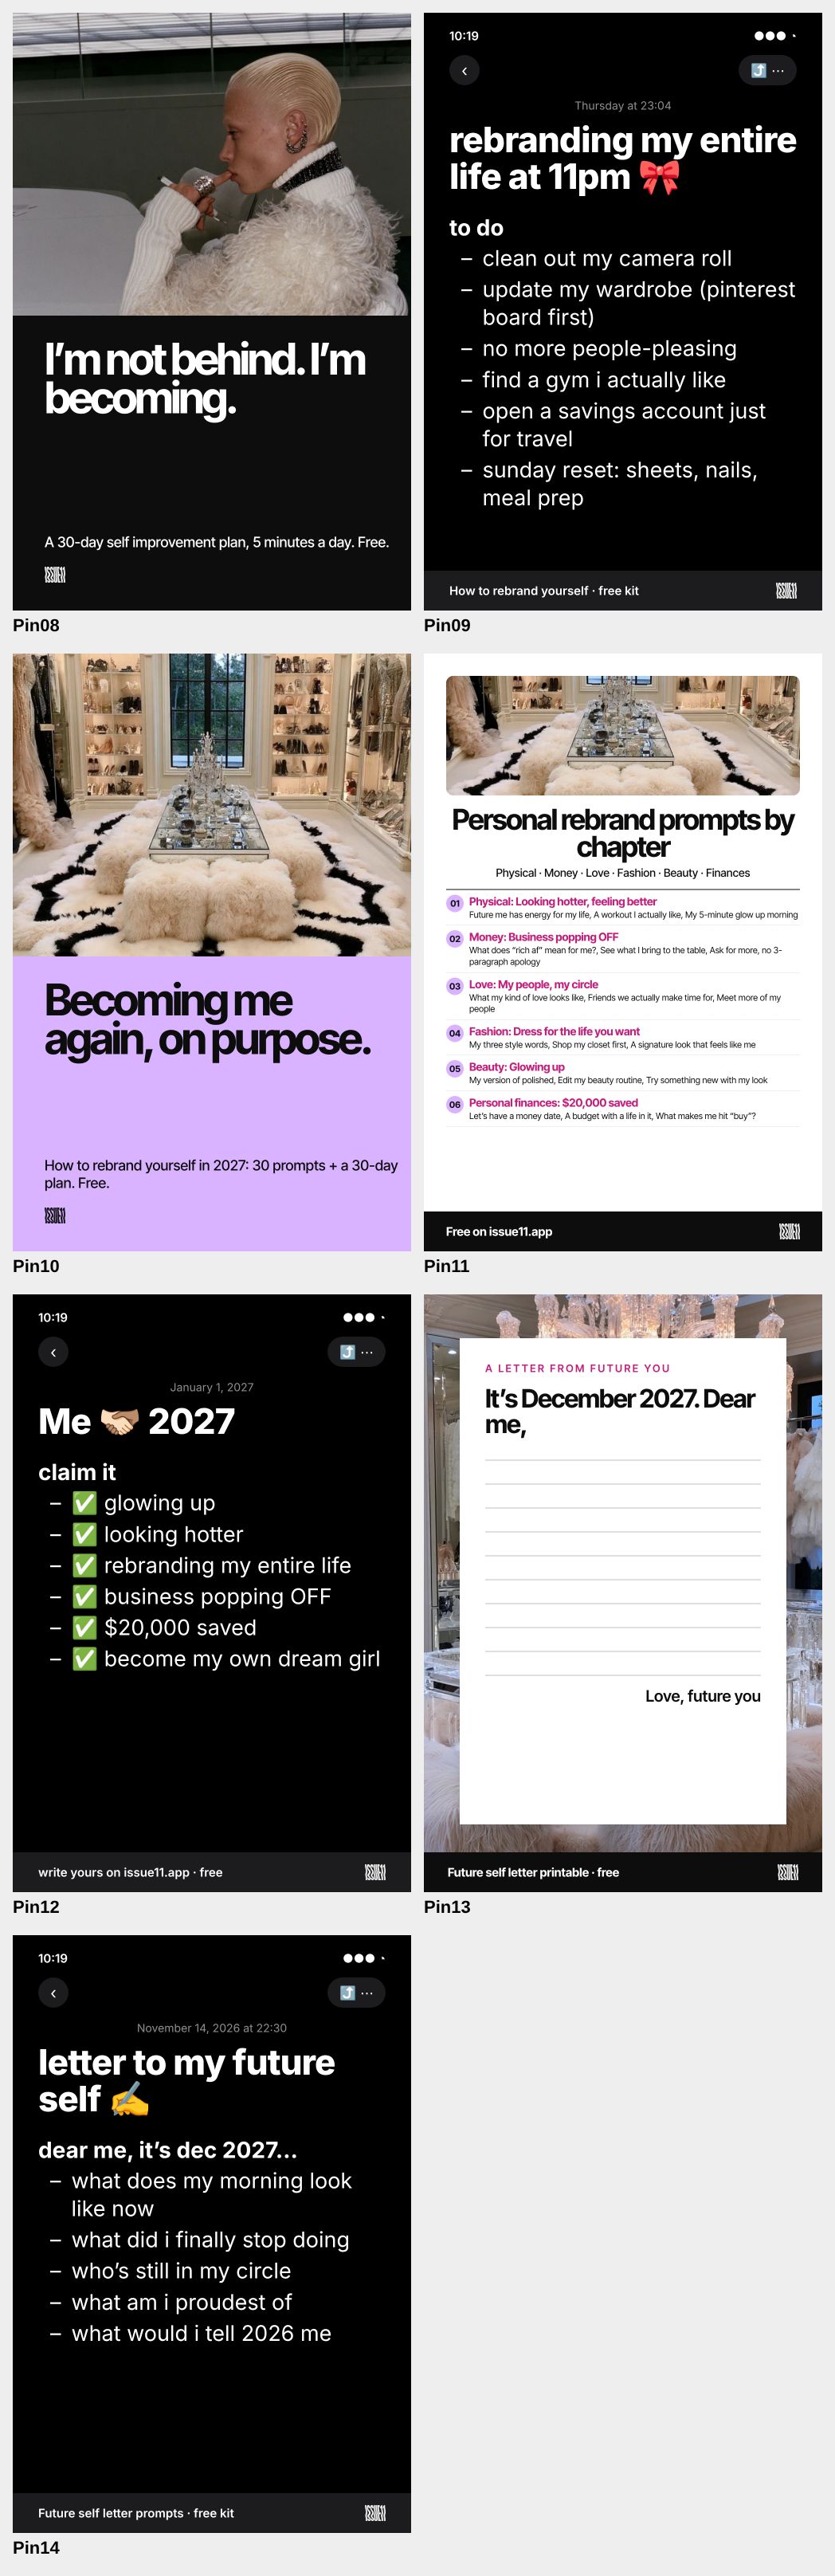 I'm not behind. I'm
becoming.
A 30-day self improvement plan, 5 minutes a day. Free.
ISSUE11
Pin08
10:19
Thursday at 23:04
rebranding my entire
life at 11pm 🎀
to do
– clean out my camera roll
– update my wardrobe (pinterest
board first)
– no more people-pleasing
– find a gym i actually like
– open a savings account just
for travel
– sunday reset: sheets, nails,
meal prep
How to rebrand yourself · free kit
ISSUE11
Pin09
Becoming me
again, on purpose.
How to rebrand yourself in 2027: 30 prompts + a 30-day
plan. Free.
ISSUE11
Pin10
Personal rebrand prompts by
chapter
Physical · Money · Love · Fashion · Beauty · Finances
01 Physical: Looking hotter, feeling better
Future me has energy for my life, A workout I actually like, My 5-minute glow up morning
02 Money: Business popping OFF
What does “rich af” mean for me?, See what I bring to the table, Ask for more, no 3-
paragraph apology
03 Love: My people, my circle
What my kind of love looks like, Friends we actually make time for, Meet more of my
people
04 Fashion: Dress for the life you want
My three style words, Shop my closet first, A signature look that feels like me
05 Beauty: Glowing up
My version of polished, Edit my beauty routine, Try something new with my look
06 Personal finances: $20,000 saved
Let's have a money date, A budget with a life in it, What makes me hit “buy”?
Free on issue11.app
ISSUE11
Pin11
10:19
January 1, 2027
Me 🤝 2027
claim it
– ✅ glowing up
– ✅ looking hotter
– ✅ rebranding my entire life
– ✅ business popping OFF
– ✅ $20,000 saved
– ✅ become my own dream girl
write yours on issue11.app · free
ISSUE11
Pin12
A LETTER FROM FUTURE YOU
It's December 2027. Dear
me,
Love, future you
Future self letter printable · free
ISSUE11
Pin13
10:19
November 14, 2026 at 22:30
letter to my future
self ✍️
dear me, it's dec 2027...
– what does my morning look
like now
– what did i finally stop doing
– who's still in my circle
– what am i proudest of
– what would i tell 2026 me
Future self letter prompts · free kit
ISSUE11
Pin14